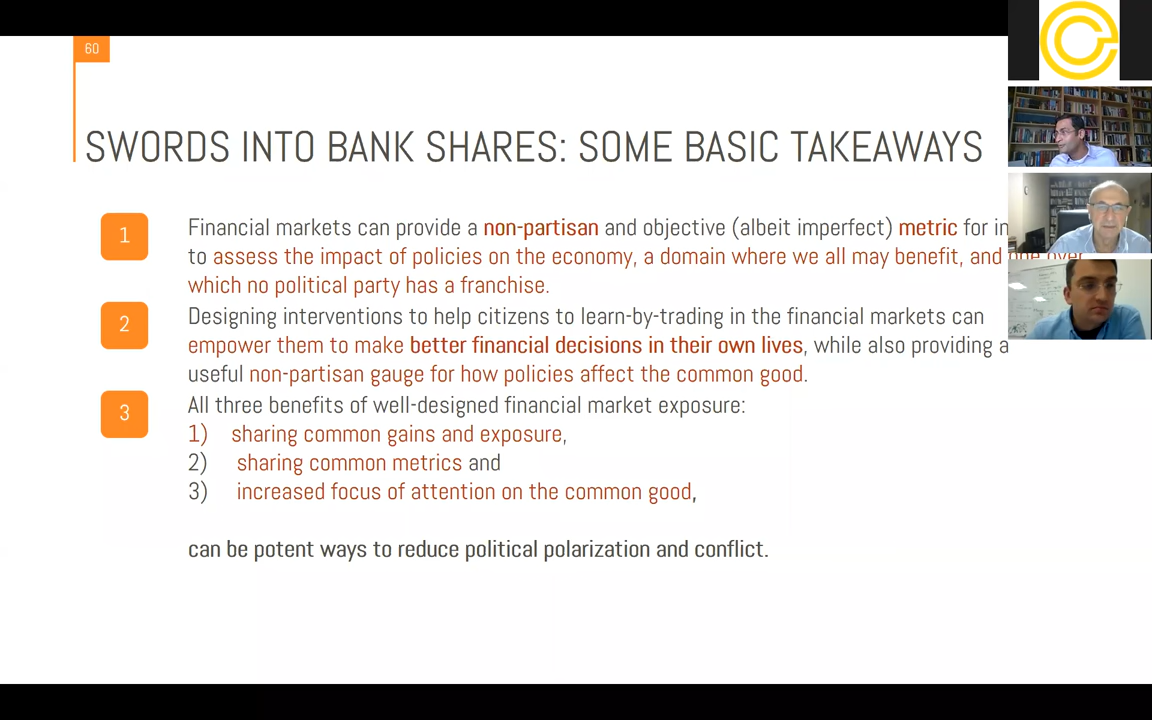 60
SWORDS INTO BANK SHARES: SOME BASIC TAKEAWAYS
1
Financial markets can provide a non-partisan and objective (albeit imperfect) metric for
to assess the impact of policies on the economy, a domain where we all may benefit, and one over
which no political party has a franchise.
2
Designing interventions to help citizens to learn-by-trading in the financial markets can
empower them to make better financial decisions in their own lives, while also providing a
useful non-partisan gauge for how policies affect the common good.
3
All three benefits of well-designed financial market exposure:
1) sharing common gains and exposure,
2) sharing common metrics and
3) increased focus of attention on the common good,
can be potent ways to reduce political polarization and conflict.